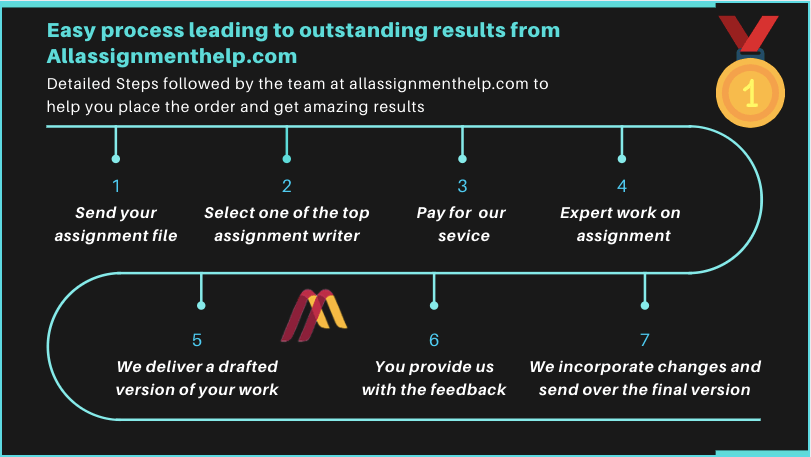 Easy process leading to outstanding results from
Allassignmenthelp.com
Detailed Steps followed by the team at allassignmenthelp.com to
help you place the order and get amazing results
1
1
Send your
assignment file
2
Select one of the top
assignment writer
3
Pay for our
sevice
4
Expert work on
assignment
5
We deliver a drafted
version of your work
6
You provide us
with the feedback
7
We incorporate changes and
send over the final version